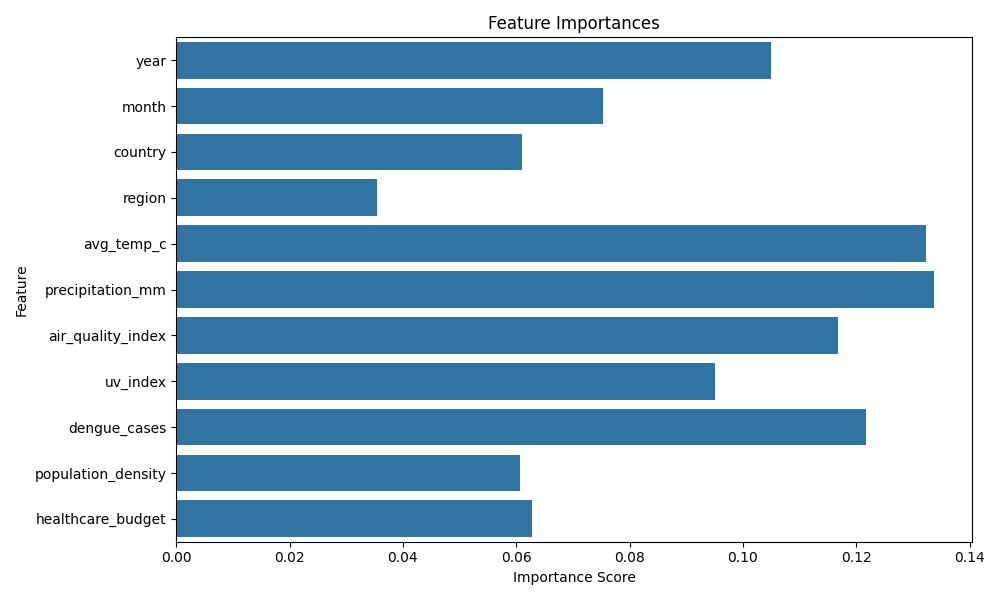 Feature Importances
Feature
year
month
country
region
avg_temp_c
precipitation_mm
air_quality_index
uv_index
dengue_cases
population_density
healthcare_budget
0.00 0.02 0.04 0.06 0.08 0.10 0.12 0.14
Importance Score